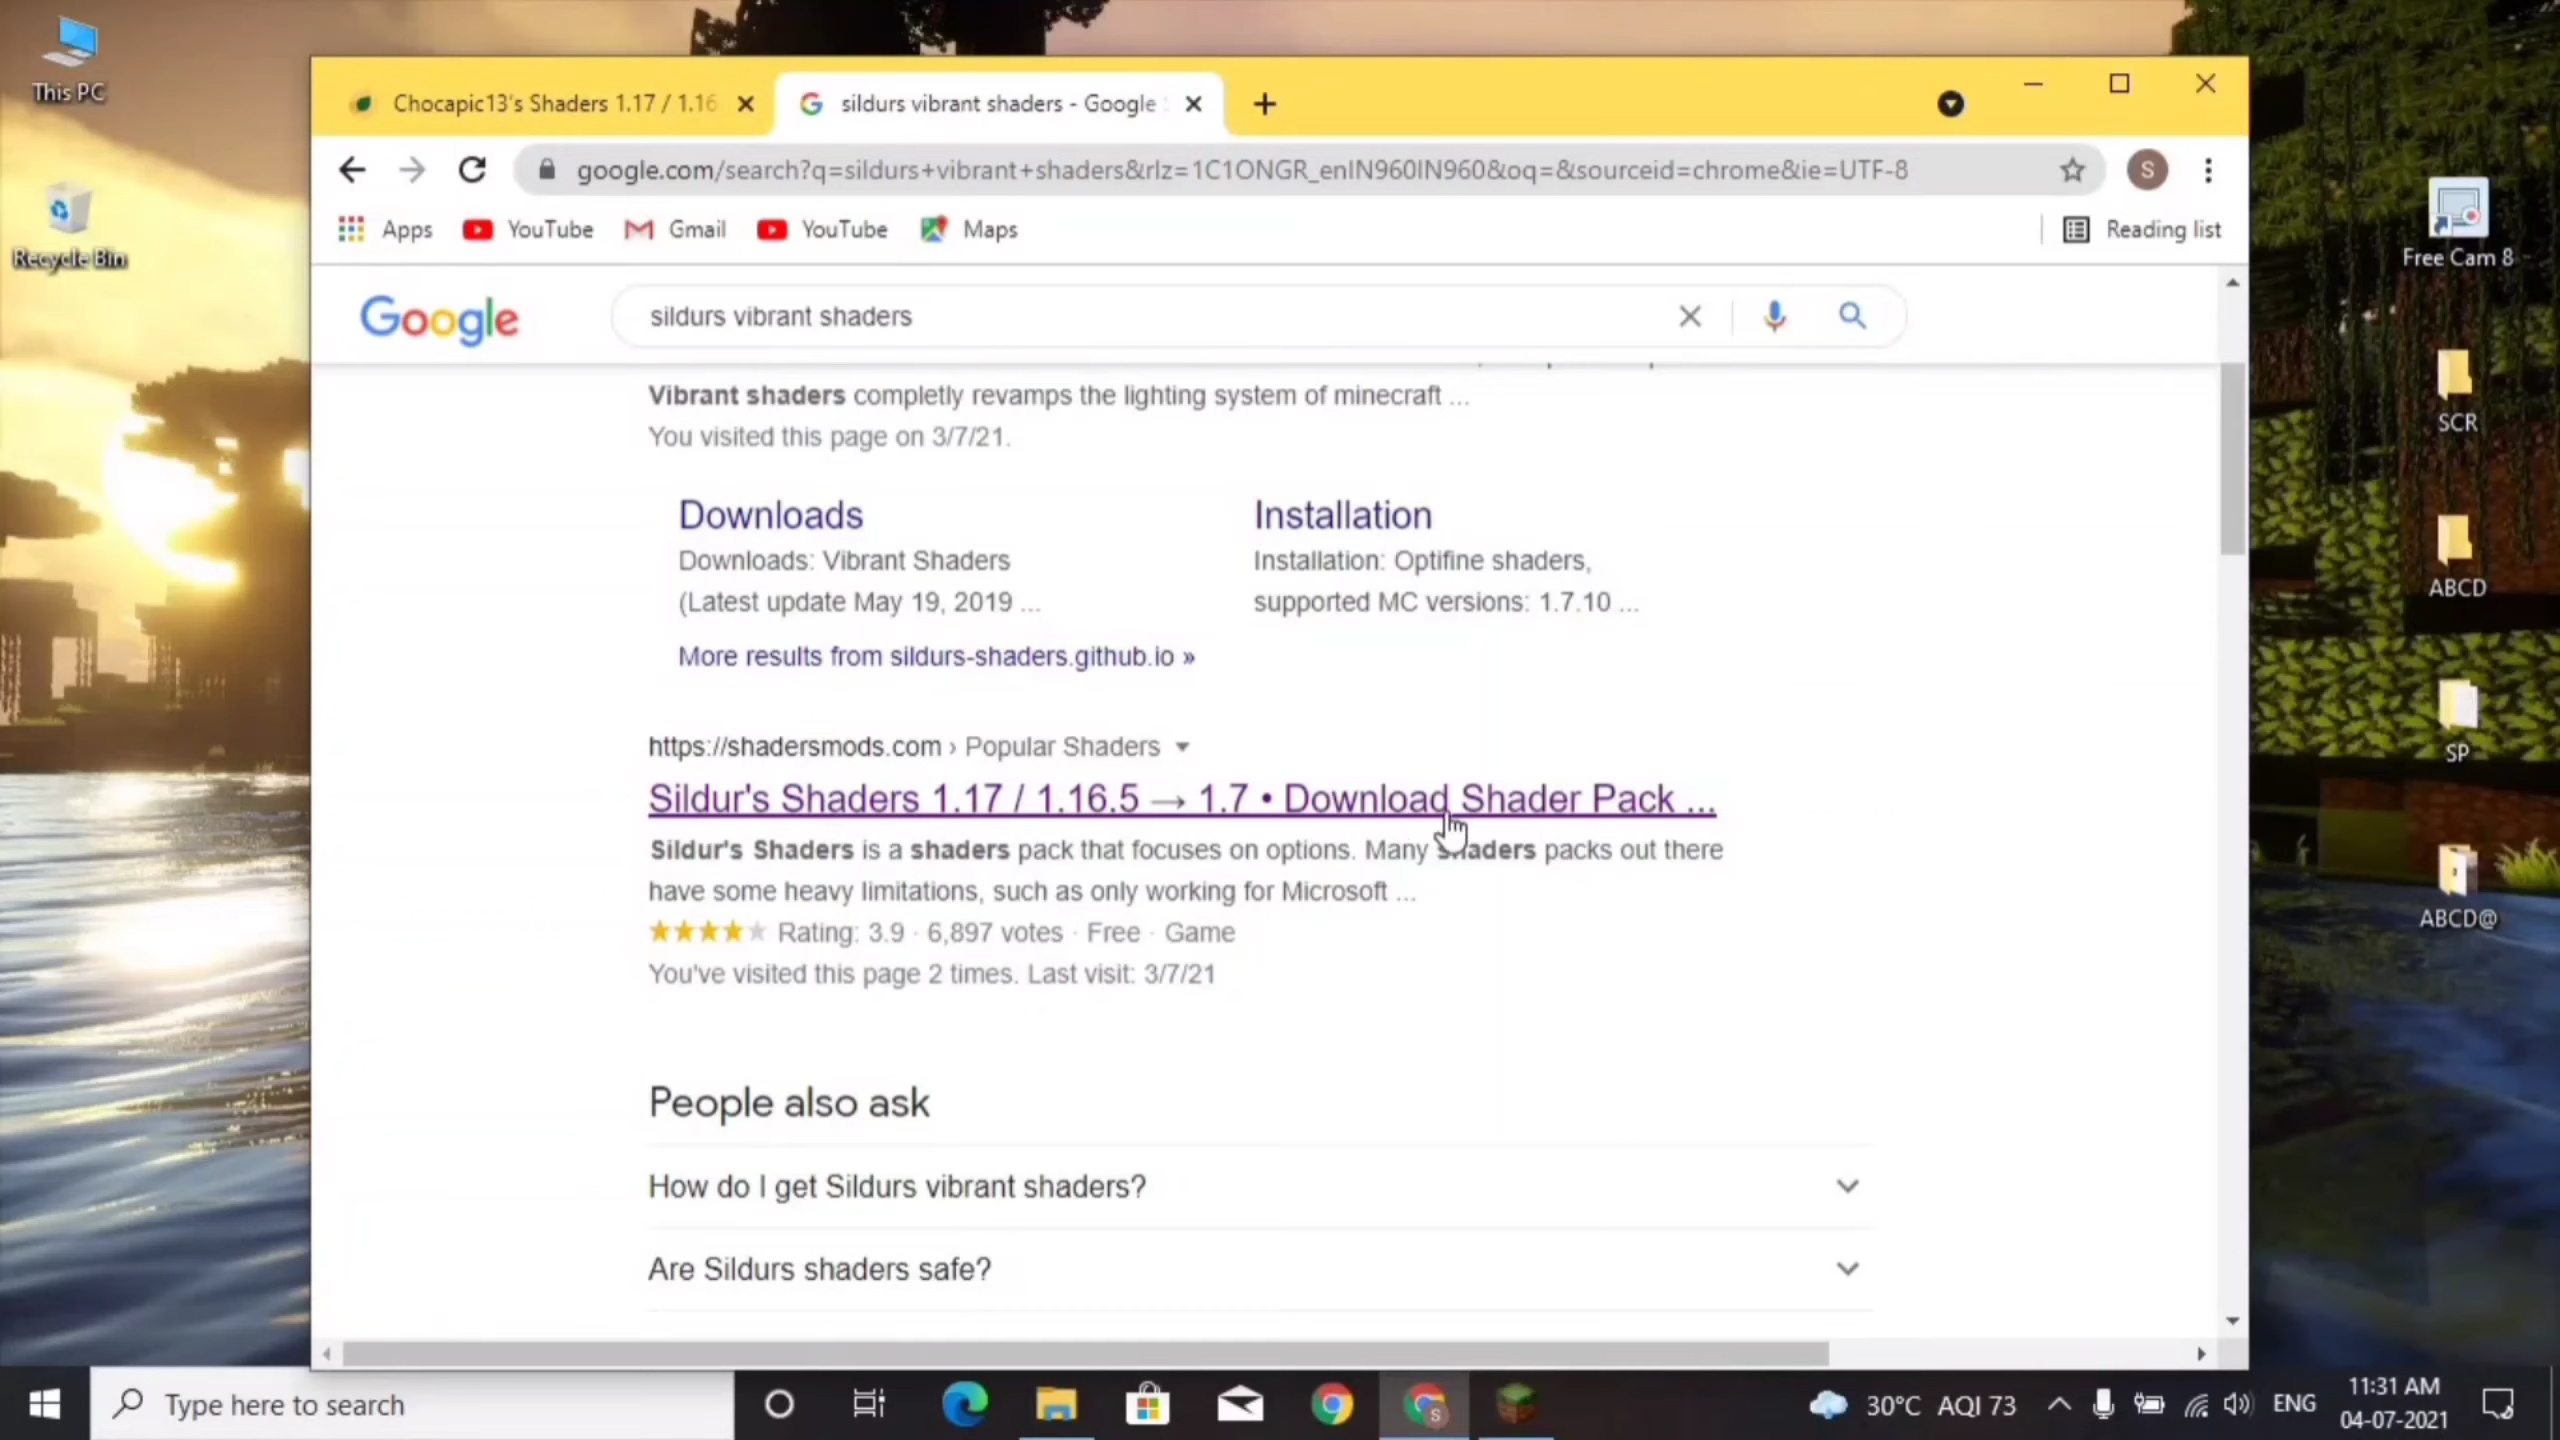 This PC
Recycle Bin
Chocapic13's Shaders 1.17 / 1.16
sildurs vibrant shaders - Google
google.com/search?q=sildurs+vibrant+shaders&rlz=1C1ONGR_enIN960IN960&oq=&sourceid=chrome&ie=UTF-8
S
Apps
YouTube
Gmail
YouTube
Maps
Reading list
Google
sildurs vibrant shaders
Vibrant shaders completly revamps the lighting system of minecraft ...
You visited this page on 3/7/21.
Downloads
Downloads: Vibrant Shaders
(Latest update May 19, 2019 ...
Installation
Installation: Optifine shaders,
supported MC versions: 1.7.10 ...
More results from sildurs-shaders.github.io »
https://shadersmods.com › Popular Shaders
Sildur's Shaders 1.17 / 1.16.5 → 1.7 • Download Shader Pack ...
Sildur's Shaders is a shaders pack that focuses on options. Many shaders packs out there
have some heavy limitations, such as only working for Microsoft ...
Rating: 3.9 · 6,897 votes · Free · Game
You've visited this page 2 times. Last visit: 3/7/21
People also ask
How do I get Sildurs vibrant shaders?
Are Sildurs shaders safe?
Free Cam 8
SCR
ABCD
SP
ABCD@
Type here to search
S
30°C AQI 73
ENG
11:31 AM
04-07-2021